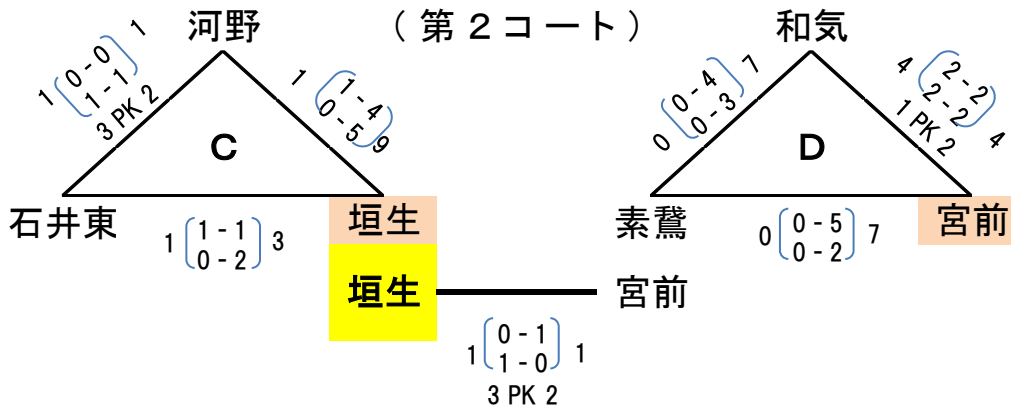 河野 （第２コート） 和気
1 0 - 0 1
1 - 1
3 PK 2
1 1 - 4 9
0 - 5
0 0 - 4 7
0 - 3
4 2 - 2 4
2 - 2
1 PK 2
C D
石井東 垣生 素鵞 宮前
1 1 - 1 3
0 - 2
0 0 - 5 7
0 - 2
垣生 宮前
1 0 - 1 1
1 - 0
3 PK 2